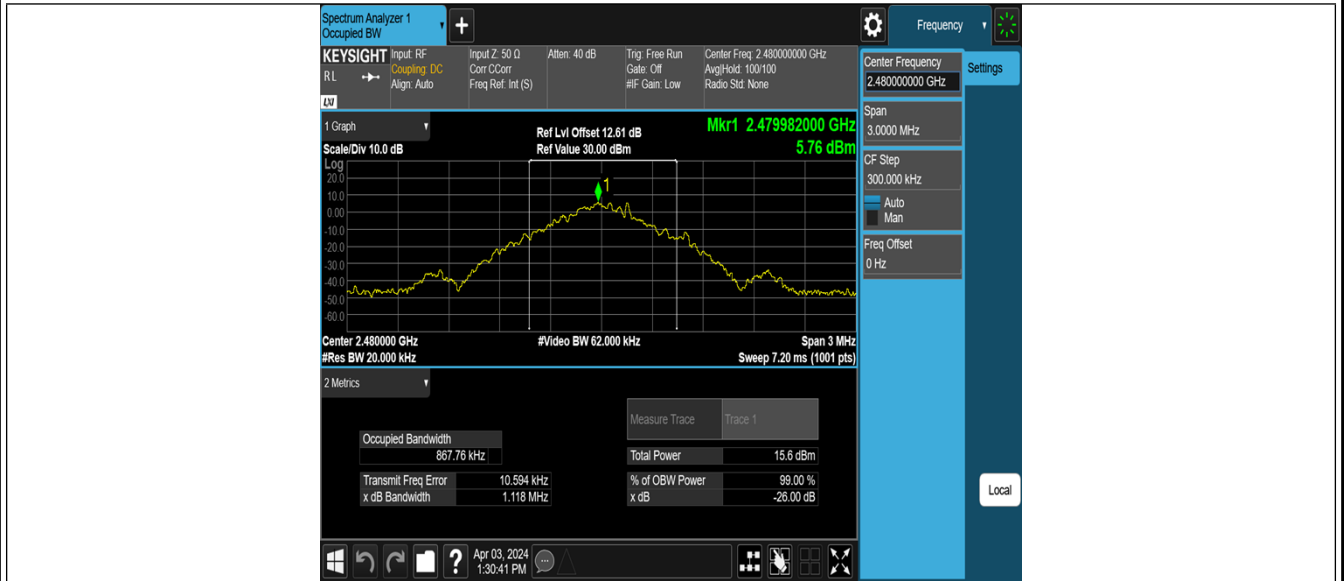 Spectrum Analyzer 1
Occupied BW
+
Frequency
KEYSIGHT
RL
LXI
Input: RF
Coupling: DC
Align: Auto
Input Z: 50 Ω
Corr CCorr
Freq Ref: Int (S)
Atten: 40 dB
Trig: Free Run
Gate: Off
#IF Gain: Low
Center Freq: 2.480000000 GHz
Avg|Hold: 100/100
Radio Std: None
Center Frequency
2.480000000 GHz
Settings
Span
3.0000 MHz
CF Step
300.000 kHz
Auto
Man
Freq Offset
0 Hz
1 Graph
Scale/Div 10.0 dB
Ref Lvl Offset 12.61 dB
Ref Value 30.00 dBm
Mkr1 2.479982000 GHz
5.76 dBm
Log
20.0
10.0
0.00
-10.0
-20.0
-30.0
-40.0
-50.0
-60.0
1
Center 2.480000 GHz
#Res BW 20.000 kHz
#Video BW 62.000 kHz
Span 3 MHz
Sweep 7.20 ms (1001 pts)
2 Metrics
Measure Trace Trace 1
Occupied Bandwidth
867.76 kHz
Total Power 15.6 dBm
Transmit Freq Error 10.594 kHz
x dB Bandwidth 1.118 MHz
% of OBW Power 99.00 %
x dB -26.00 dB
Local
?
Apr 03, 2024
1:30:41 PM